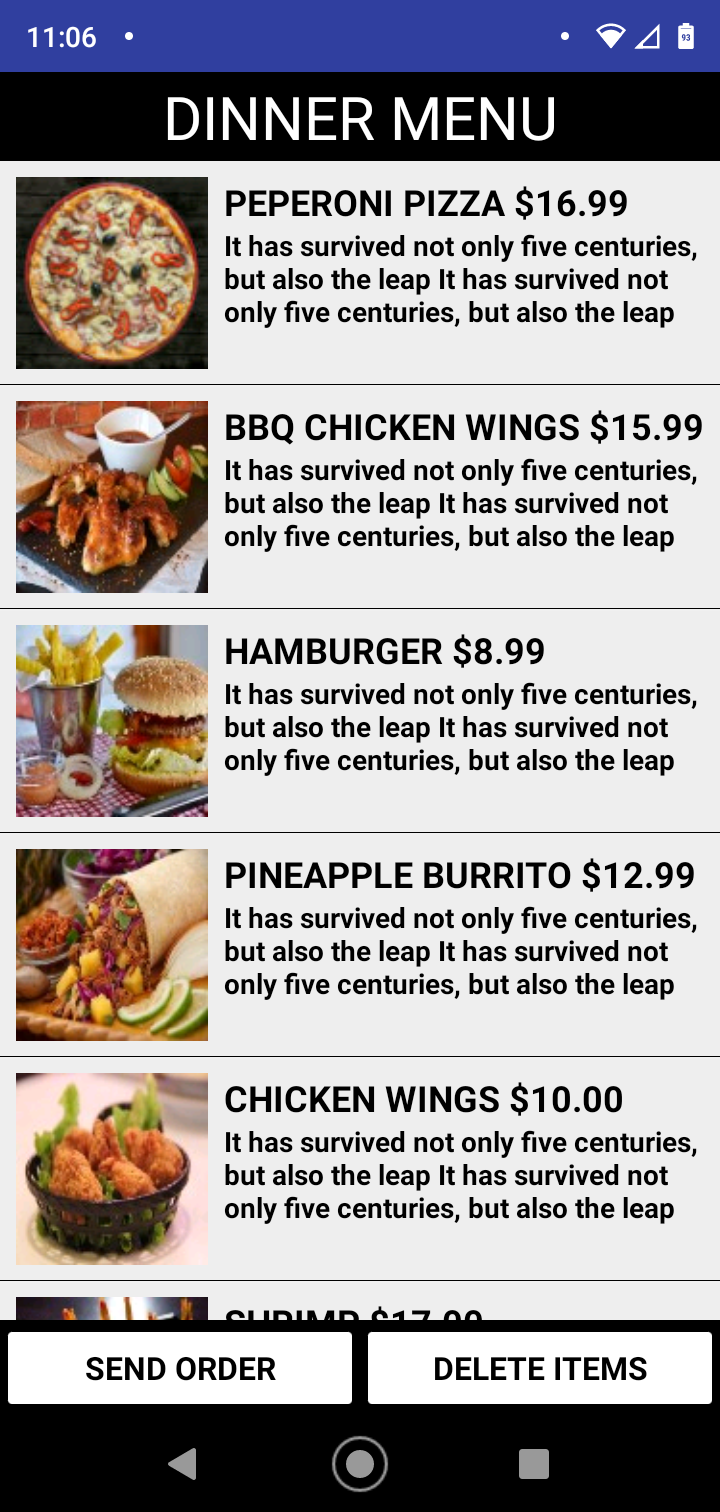 11:06
93
DINNER MENU
PEPERONI PIZZA $16.99
It has survived not only five centuries,
but also the leap It has survived not
only five centuries, but also the leap
BBQ CHICKEN WINGS $15.99
It has survived not only five centuries,
but also the leap It has survived not
only five centuries, but also the leap
HAMBURGER $8.99
It has survived not only five centuries,
but also the leap It has survived not
only five centuries, but also the leap
PINEAPPLE BURRITO $12.99
It has survived not only five centuries,
but also the leap It has survived not
only five centuries, but also the leap
CHICKEN WINGS $10.00
It has survived not only five centuries,
but also the leap It has survived not
only five centuries, but also the leap
SHRIMP
SEND ORDER
DELETE ITEMS